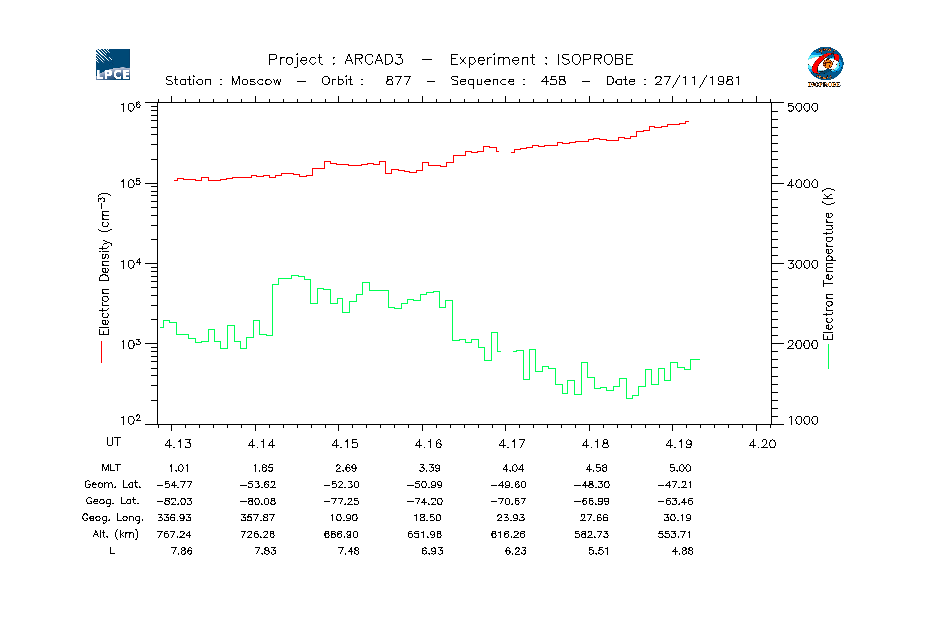 LPCE
Project : ARCAD3 – Experiment : ISOPROBE
ISOPROBE
Station : Moscow – Orbit : 877 – Sequence : 458 – Date : 27/11/1981
10⁶ 5000
10⁵ 4000
10⁴ 3000
10³ 2000
10² 1000
Electron Density (cm⁻³)
Electron Temperature (K)
UT 4.13 4.14 4.15 4.16 4.17 4.18 4.19 4.20
MLT 1.01 1.85 2.69 3.39 4.04 4.58 5.00
Geom. Lat. −54.77 −53.62 −52.30 −50.99 −49.60 −48.30 −47.21
Geog. Lat. −82.03 −80.08 −77.25 −74.20 −70.67 −66.99 −63.46
Geog. Long. 336.93 357.87 10.90 18.50 23.93 27.66 30.19
Alt. (km) 767.24 726.28 686.90 651.98 616.26 582.73 553.71
L 7.86 7.83 7.48 6.93 6.23 5.51 4.88